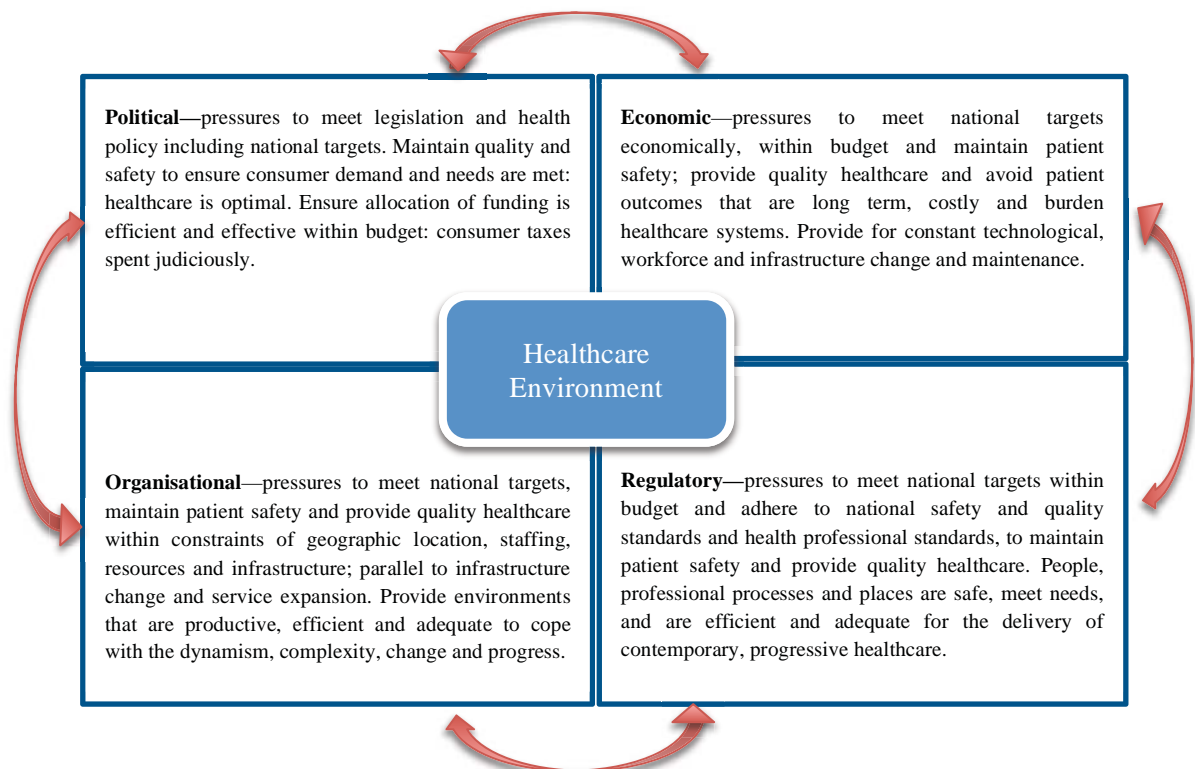 Political—pressures to meet legislation and health
policy including national targets. Maintain quality and
safety to ensure consumer demand and needs are met:
healthcare is optimal. Ensure allocation of funding is
efficient and effective within budget: consumer taxes
spent judiciously.
Economic—pressures to meet national targets
economically, within budget and maintain patient
safety; provide quality healthcare and avoid patient
outcomes that are long term, costly and burden
healthcare systems. Provide for constant technological,
workforce and infrastructure change and maintenance.
Healthcare
Environment
Organisational—pressures to meet national targets,
maintain patient safety and provide quality healthcare
within constraints of geographic location, staffing,
resources and infrastructure; parallel to infrastructure
change and service expansion. Provide environments
that are productive, efficient and adequate to cope
with the dynamism, complexity, change and progress.
Regulatory—pressures to meet national targets within
budget and adhere to national safety and quality
standards and health professional standards, to maintain
patient safety and provide quality healthcare. People,
professional processes and places are safe, meet needs,
and are efficient and adequate for the delivery of
contemporary, progressive healthcare.